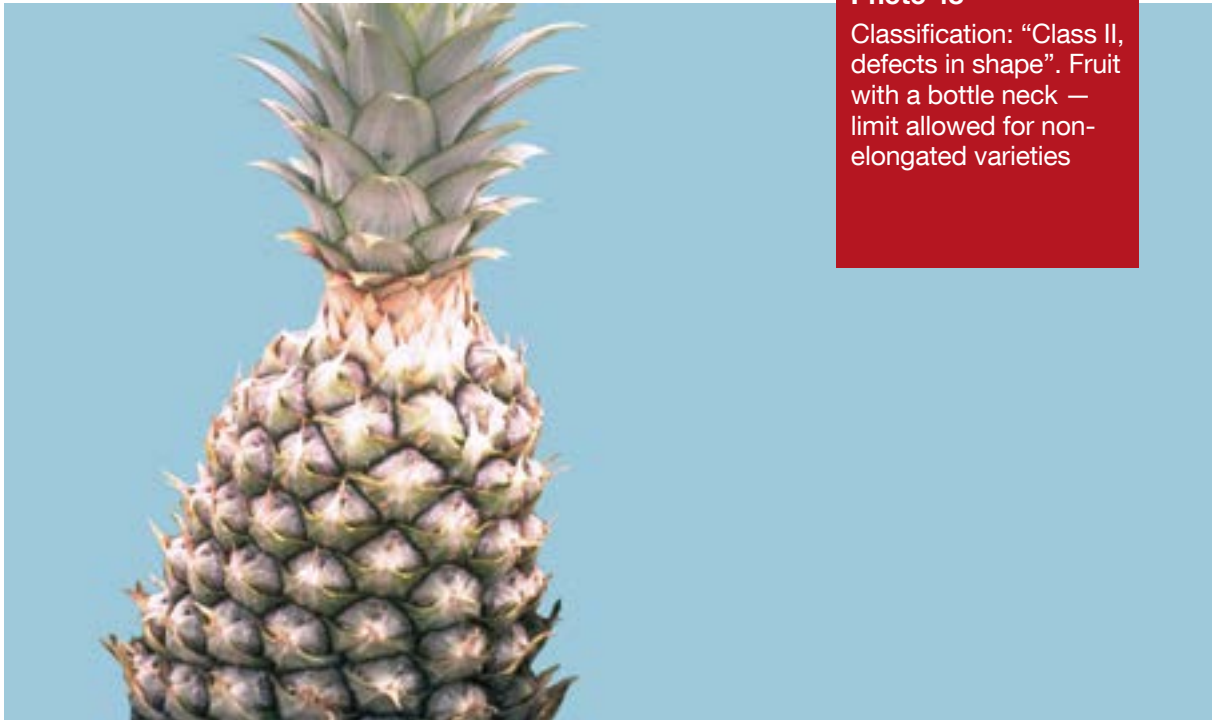 Classification: “Class II,
defects in shape”. Fruit
with a bottle neck —
limit allowed for non-
elongated varieties